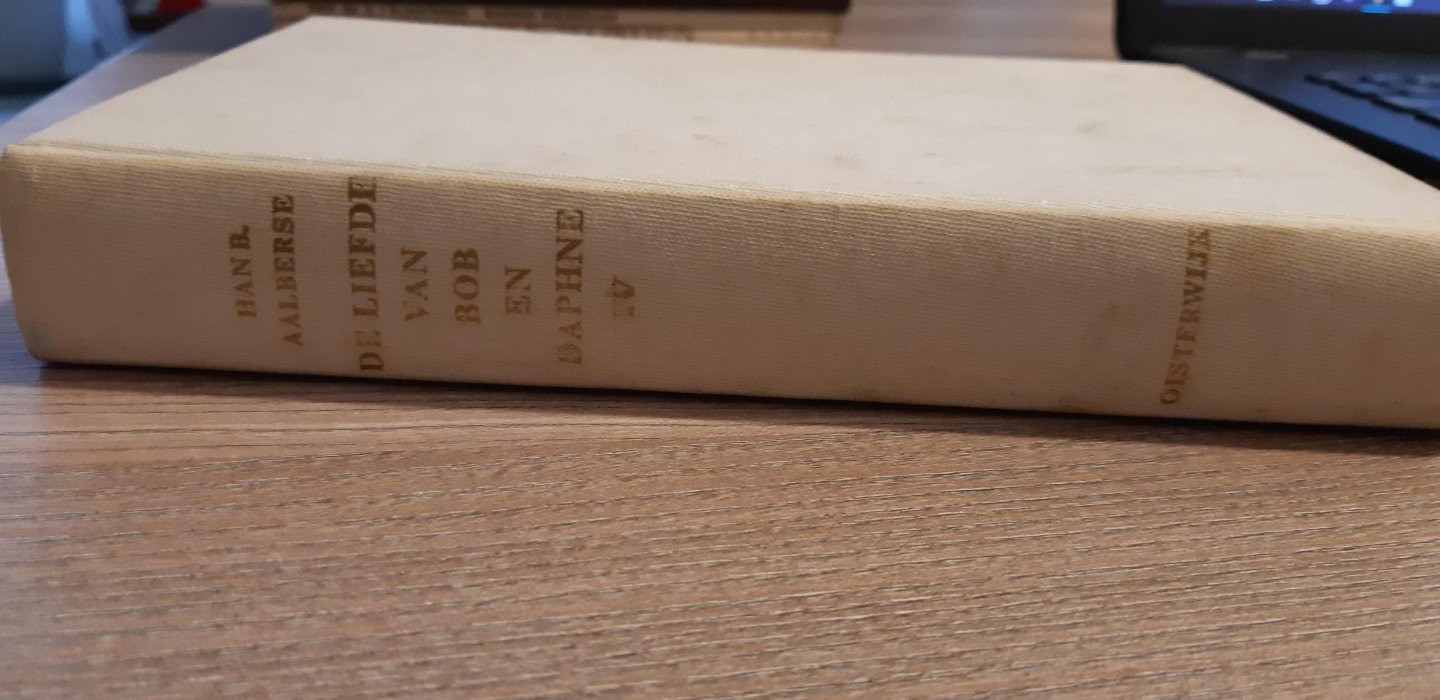 HAN B.
AALBERSE
DE LIEFDE
VAN
BOB
EN
DAPHNE
IV
OISTERWIJK